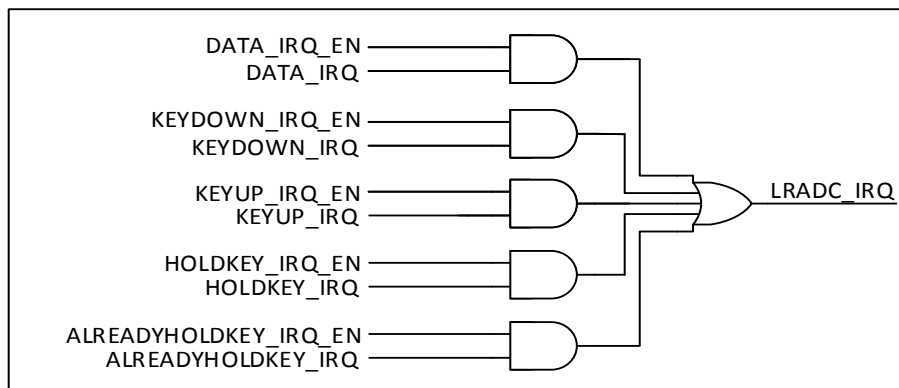 DATA_IRQ_EN
DATA_IRQ
KEYDOWN_IRQ_EN
KEYDOWN_IRQ
KEYUP_IRQ_EN
KEYUP_IRQ
LRADC_IRQ
HOLDKEY_IRQ_EN
HOLDKEY_IRQ
ALREADYHOLDKEY_IRQ_EN
ALREADYHOLDKEY_IRQ